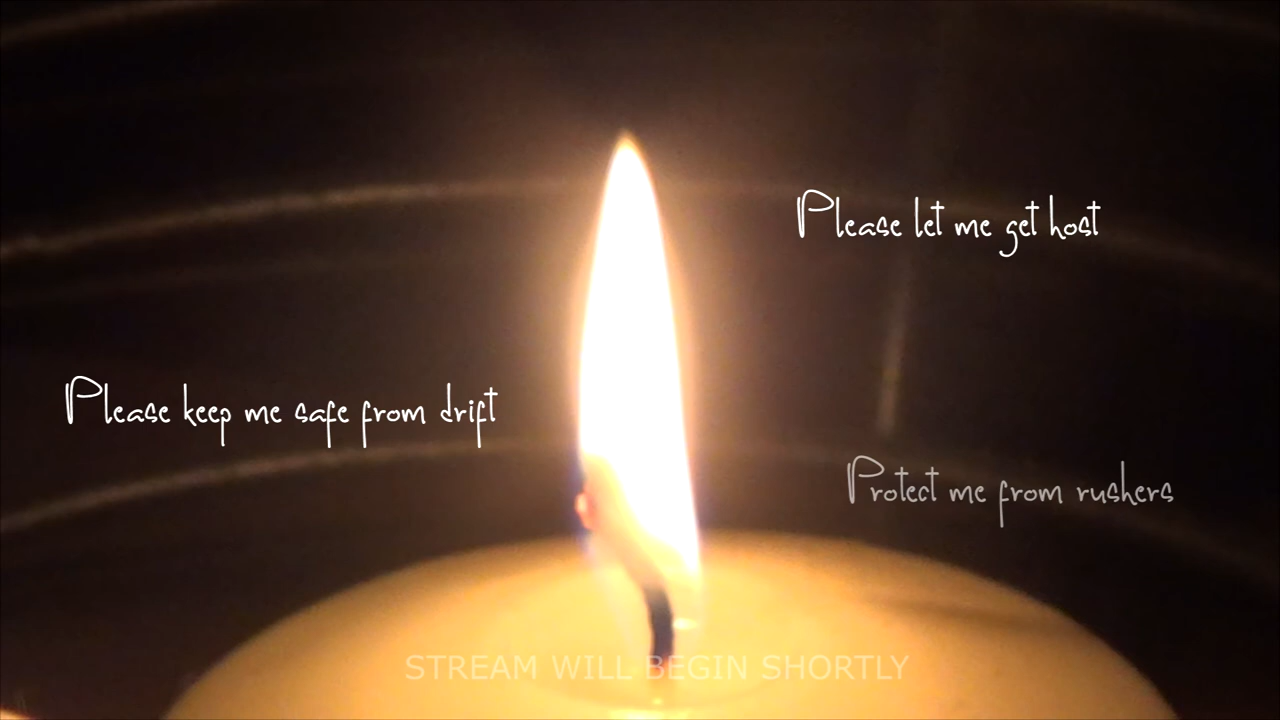 Please let me get host
Please keep me safe from drift
Protect me from rushers
STREAM WILL BEGIN SHORTLY